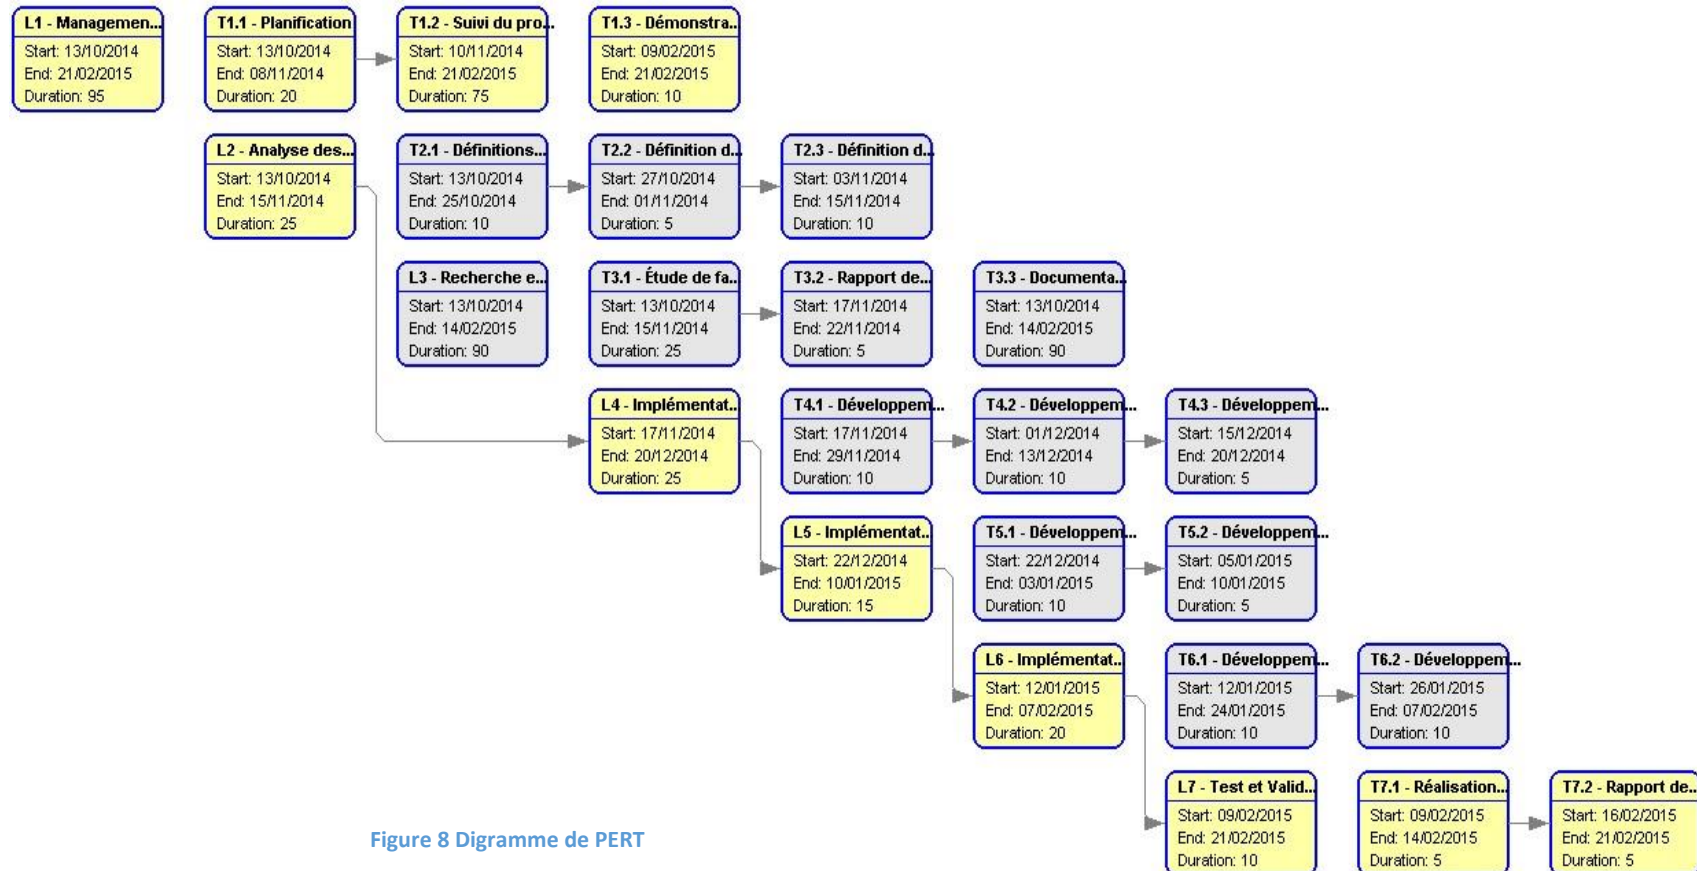 L1 - Managemen...
Start: 13/10/2014
End: 21/02/2015
Duration: 95
T1.1 - Planification
Start: 13/10/2014
End: 08/11/2014
Duration: 20
T1.2 - Suivi du pro...
Start: 10/11/2014
End: 21/02/2015
Duration: 75
T1.3 - Démonstra...
Start: 09/02/2015
End: 21/02/2015
Duration: 10
L2 - Analyse des...
Start: 13/10/2014
End: 15/11/2014
Duration: 25
T2.1 - Définitions...
Start: 13/10/2014
End: 25/10/2014
Duration: 10
T2.2 - Définition d...
Start: 27/10/2014
End: 01/11/2014
Duration: 5
T2.3 - Définition d...
Start: 03/11/2014
End: 15/11/2014
Duration: 10
L3 - Recherche e...
Start: 13/10/2014
End: 14/02/2015
Duration: 90
T3.1 - Étude de fa...
Start: 13/10/2014
End: 15/11/2014
Duration: 25
T3.2 - Rapport de...
Start: 17/11/2014
End: 22/11/2014
Duration: 5
T3.3 - Documenta...
Start: 13/10/2014
End: 14/02/2015
Duration: 90
L4 - Implémentat...
Start: 17/11/2014
End: 20/12/2014
Duration: 25
T4.1 - Développem...
Start: 17/11/2014
End: 29/11/2014
Duration: 10
T4.2 - Développem...
Start: 01/12/2014
End: 13/12/2014
Duration: 10
T4.3 - Développem...
Start: 15/12/2014
End: 20/12/2014
Duration: 5
L5 - Implémentat...
Start: 22/12/2014
End: 10/01/2015
Duration: 15
T5.1 - Développem...
Start: 22/12/2014
End: 03/01/2015
Duration: 10
T5.2 - Développem...
Start: 05/01/2015
End: 10/01/2015
Duration: 5
L6 - Implémentat...
Start: 12/01/2015
End: 07/02/2015
Duration: 20
T6.1 - Développem...
Start: 12/01/2015
End: 24/01/2015
Duration: 10
T6.2 - Développem...
Start: 26/01/2015
End: 07/02/2015
Duration: 10
L7 - Test et Valid...
Start: 09/02/2015
End: 21/02/2015
Duration: 10
T7.1 - Réalisation...
Start: 09/02/2015
End: 14/02/2015
Duration: 5
T7.2 - Rapport de...
Start: 16/02/2015
End: 21/02/2015
Duration: 5
Figure 8 Digramme de PERT